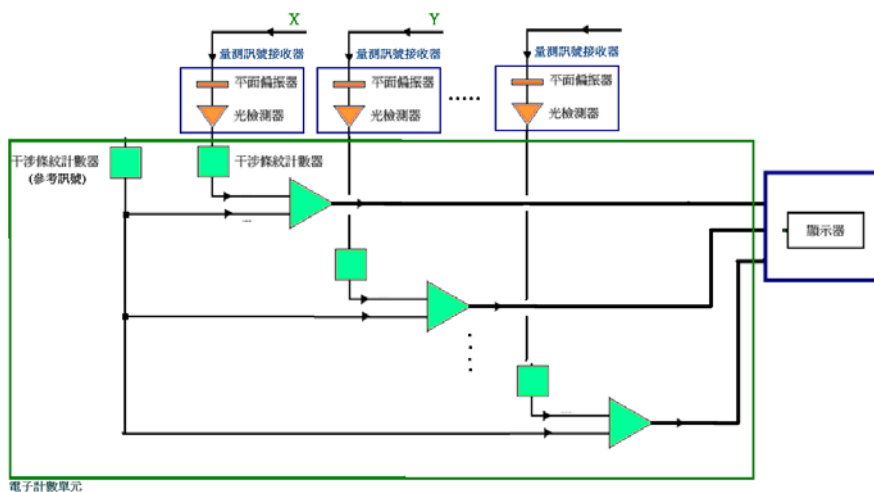 X
Y
量測訊號接收器
量測訊號接收器
量測訊號接收器
平面偏振器
平面偏振器
平面偏振器
光檢測器
光檢測器
光檢測器
干涉條紋計數器
(參考訊號)
干涉條紋計數器
顯示器
電子計數單元